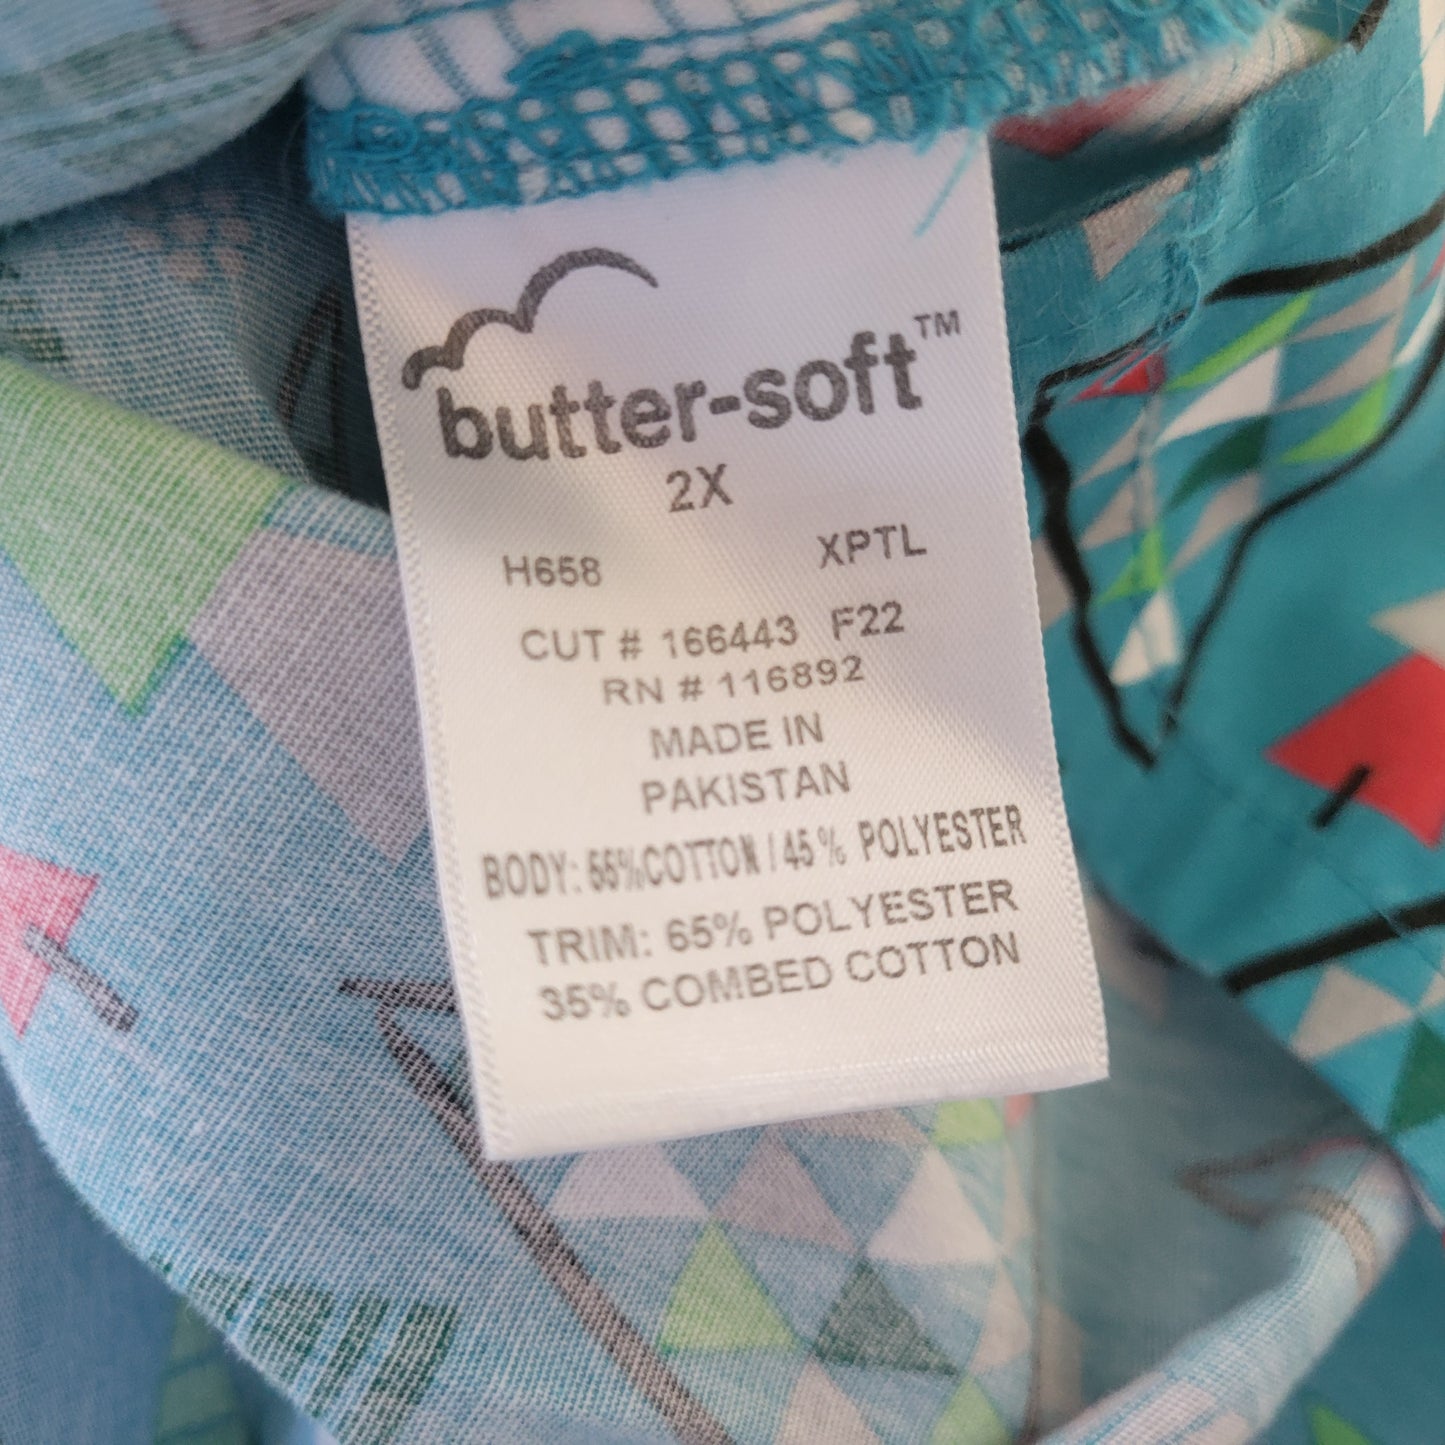 butter-soft™
2X
H658 XPTL
CUT # 166443 F22
RN # 116892
MADE IN
PAKISTAN
BODY: 55%COTTON / 45% POLYESTER
TRIM: 65% POLYESTER
35% COMBED COTTON